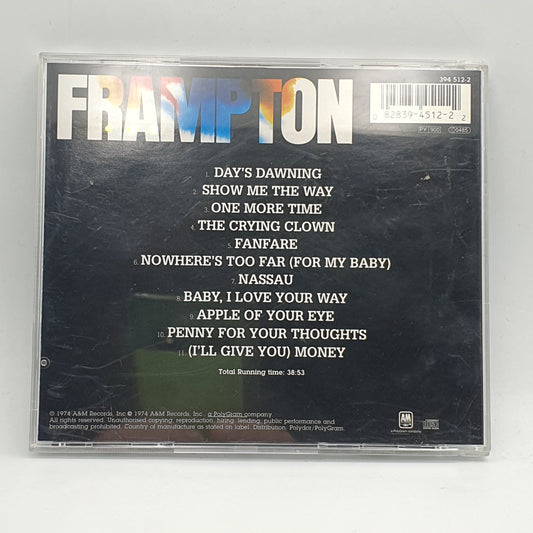 FRAMPTON
394 512-2
0 82839-4512-2 2
PY 900
1. DAY'S DAWNING
2. SHOW ME THE WAY
3. ONE MORE TIME
4. THE CRYING CLOWN
5. FANFARE
6. NOWHERE'S TOO FAR (FOR MY BABY)
7. NASSAU
8. BABY, I LOVE YOUR WAY
9. APPLE OF YOUR EYE
10. PENNY FOR YOUR THOUGHTS
11. (I'LL GIVE YOU) MONEY
Total Running time: 38:53
℗ 1974 A&M Records, Inc © 1974 A&M Records, Inc., a PolyGram company.
All rights reserved. Unauthorised copying, reproduction, hiring, lending, public performance and
broadcasting prohibited. Country of manufacture as stated on label. Distribution: Polydor/PolyGram.
A&M
a PolyGram company